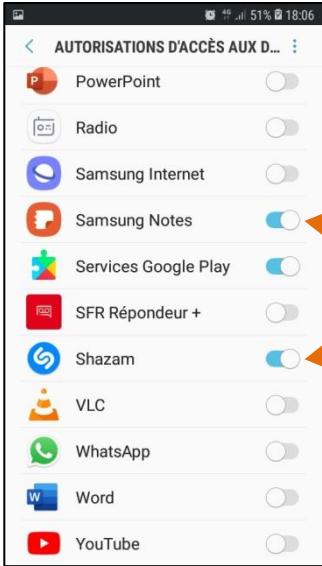 4G 51% 18:06
AUTORISATIONS D'ACCÈS AUX D...
PowerPoint
Radio
Samsung Internet
Samsung Notes
Services Google Play
SFR Répondeur +
Shazam
VLC
WhatsApp
Word
YouTube